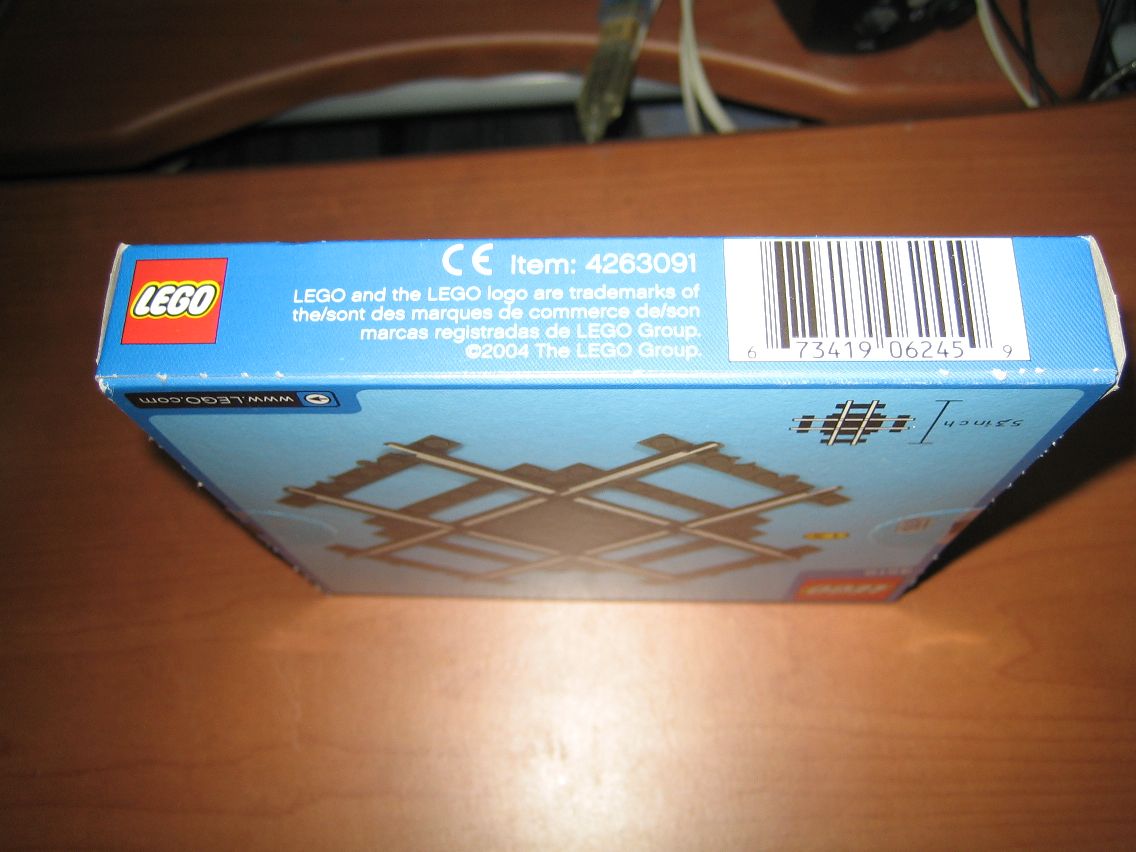 LEGO
CE Item: 4263091
LEGO and the LEGO logo are trademarks of
the/sont des marques de commerce de/son
marcas registradas de LEGO Group.
©2004 The LEGO Group.
6 73419 06245 9
www.LEGO.com
inch
LEGO